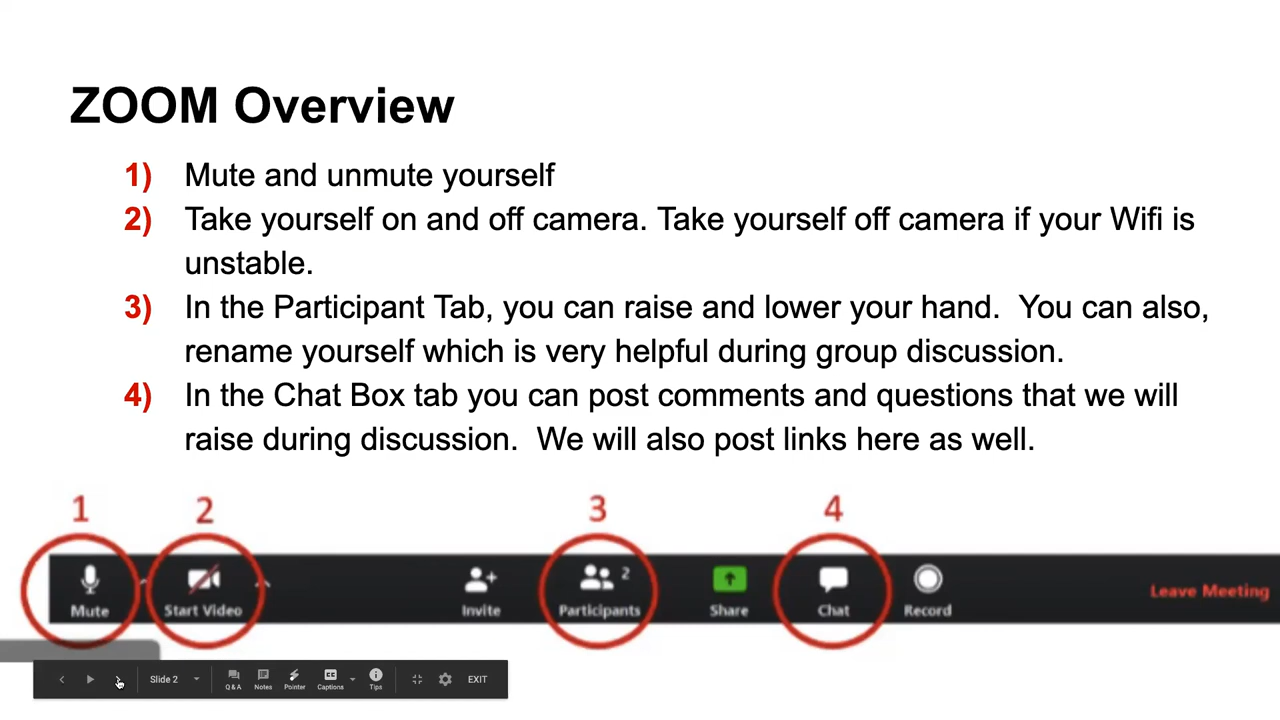 ZOOM Overview
1) Mute and unmute yourself
2) Take yourself on and off camera. Take yourself off camera if your Wifi is
unstable.
3) In the Participant Tab, you can raise and lower your hand.  You can also,
rename yourself which is very helpful during group discussion.
4) In the Chat Box tab you can post comments and questions that we will
raise during discussion.  We will also post links here as well.
1 2 3 4
2
Mute Start Video Invite Participants Share Chat Record Leave Meeting
Slide 2 Q&A Notes Pointer CC Captions Tips EXIT